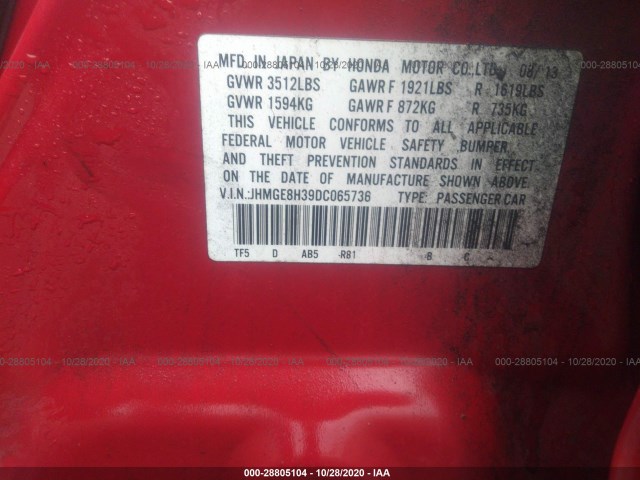 000-28805104 - 10/28/2020 - IAA
MFD. IN JAPAN BY HONDA MOTOR CO.,LTD. 08/13
GVWR 3512LBS GAWR F 1921LBS R 1619LBS
GVWR 1594KG GAWR F 872KG R 735KG
THIS VEHICLE CONFORMS TO ALL APPLICABLE
FEDERAL MOTOR VEHICLE SAFETY, BUMPER,
AND THEFT PREVENTION STANDARDS IN EFFECT
ON THE DATE OF MANUFACTURE SHOWN ABOVE.
V.I.N.:JHMGE8H39DC065736 TYPE: PASSENGER CAR
TF5 D AB5 -R81 B C -
000-28805104 - 10/28/2020 - IAA
000-28805104 - 10/28/2020 - IAA